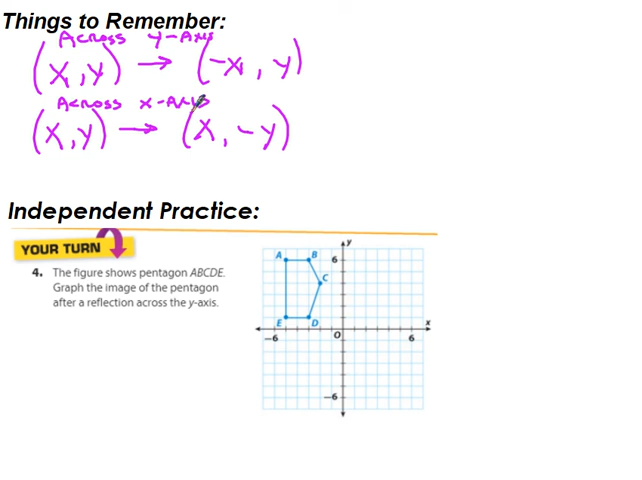 Things to Remember:
Across y-Axis
(x, y) → (-x, y)
Across x-Axis
(x, y) → (x, -y)
Independent Practice:
YOUR TURN
4. The figure shows pentagon ABCDE.
Graph the image of the pentagon
after a reflection across the y-axis.
y
A B 6
C
E D
x
-6 O 6
-6